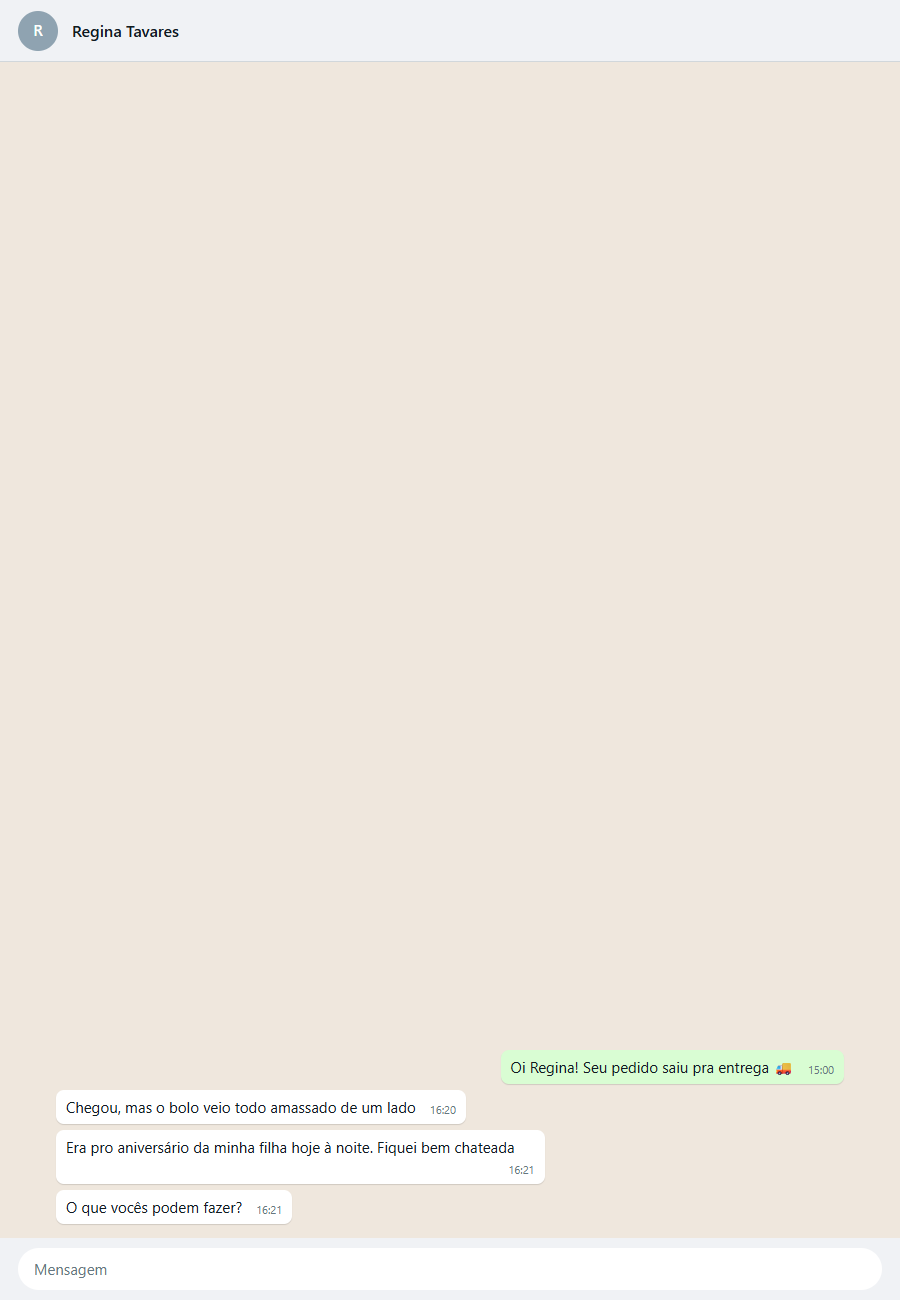 R
Regina Tavares
Oi Regina! Seu pedido saiu pra entrega 🚚 15:00
Chegou, mas o bolo veio todo amassado de um lado 16:20
Era pro aniversário da minha filha hoje à noite. Fiquei bem chateada
16:21
O que vocês podem fazer? 16:21
Mensagem